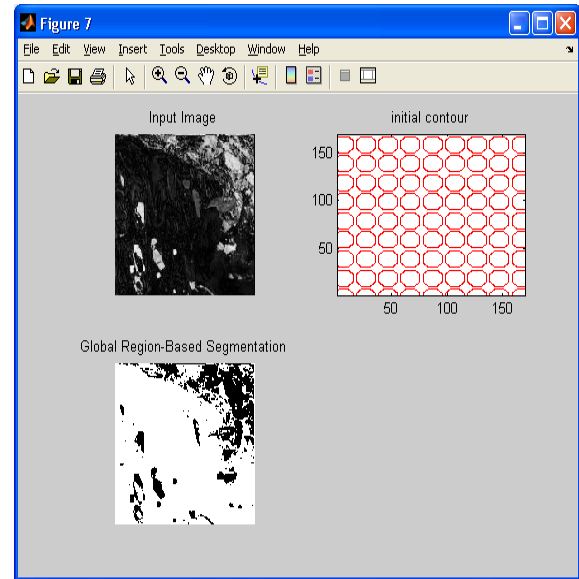 Figure 7
File Edit View Insert Tools Desktop Window Help
Input Image
initial contour
150
100
50
50 100 150
Global Region-Based Segmentation